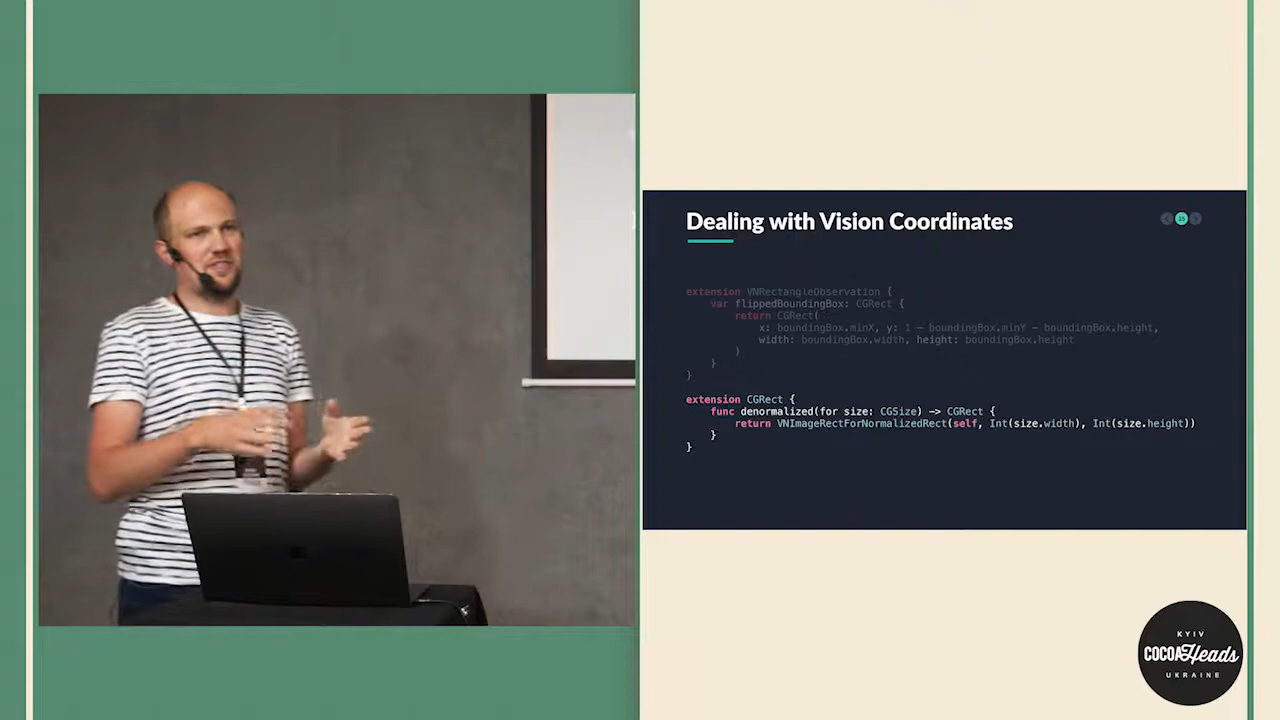 Dealing with Vision Coordinates
25
extension VNRectangleObservation {
var flippedBoundingBox: CGRect {
return CGRect(
x: boundingBox.minX, y: 1 - boundingBox.minY - boundingBox.height,
width: boundingBox.width, height: boundingBox.height
)
}
}
extension CGRect {
func denormalized(for size: CGSize) -> CGRect {
return VNImageRectForNormalizedRect(self, Int(size.width), Int(size.height))
}
}
KYIV
COCOAHeads
UKRAINE